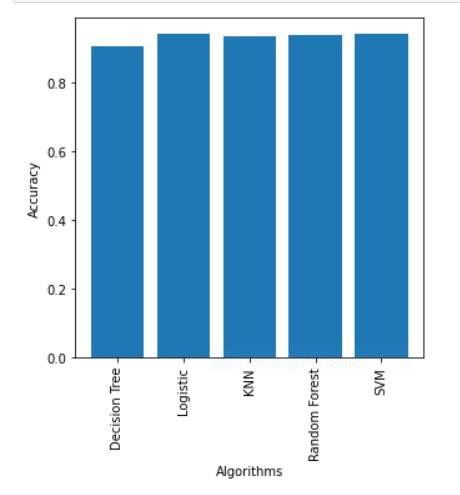 0.8
0.6
0.4
0.2
0.0
Accuracy
Decision Tree
Logistic
KNN
Random Forest
SVM
Algorithms